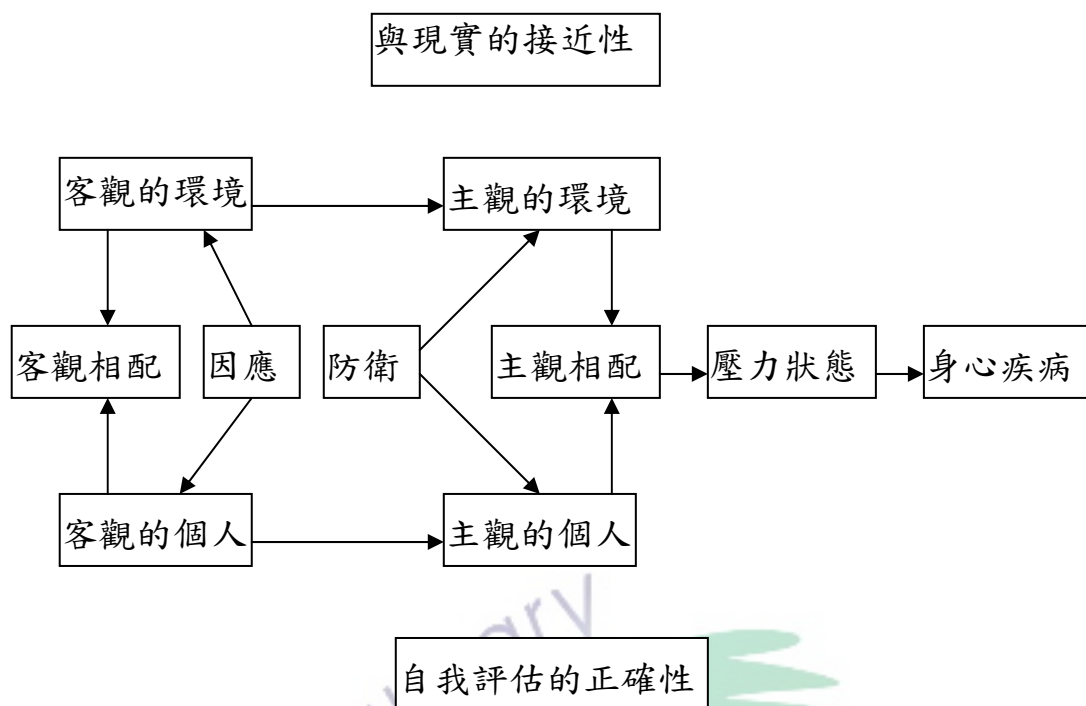 與現實的接近性
客觀的環境
主觀的環境
客觀相配
因應
防衛
主觀相配
壓力狀態
身心疾病
客觀的個人
主觀的個人
自我評估的正確性